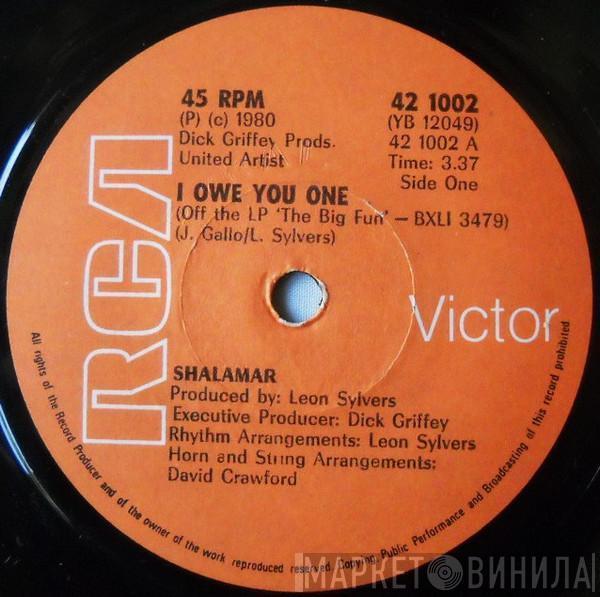 RCA
Victor
45 RPM
(P) (c) 1980
Dick Griffey Prods.
United Artist
42 1002
(YB 12049)
42 1002 A
Time: 3.37
Side One
I OWE YOU ONE
(Off the LP 'The Big Fun' – BXLI 3479)
(J. Gallo/L. Sylvers)
SHALAMAR
Produced by: Leon Sylvers
Executive Producer: Dick Griffey
Rhythm Arrangements: Leon Sylvers
Horn and String Arrangements:
David Crawford
All rights of the Record Producer and of the owner of the work reproduced reserved. Copying, Public Performance and Broadcasting of this record prohibited
МАРКЕТ ВИНИЛА